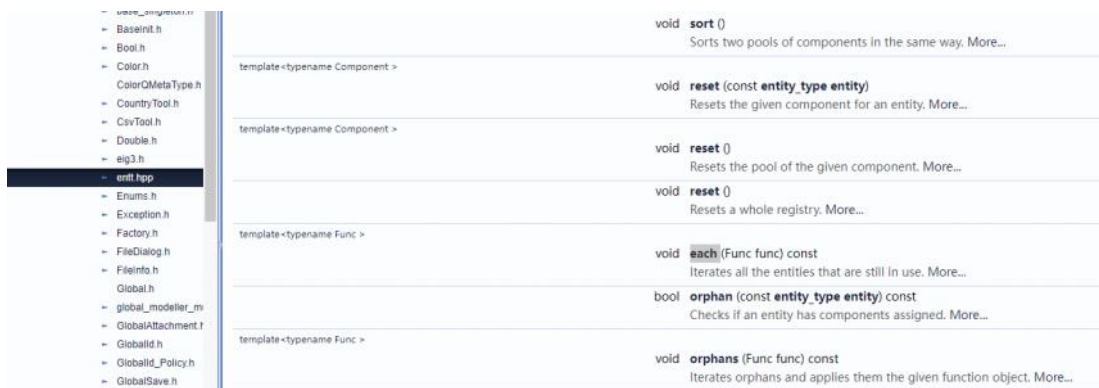 base_singleton.h
BaseInit.h
Bool.h
Color.h
ColorQMetaType.h
CountryTool.h
CsvTool.h
Double.h
eig3.h
entt.hpp
Enums.h
Exception.h
Factory.h
FileDialog.h
FileInfo.h
Global.h
global_modeller_m
GlobalAttachment.h
GlobalId.h
GlobalId_Policy.h
GlobalSave.h
void sort ()
Sorts two pools of components in the same way. More...
template<typename Component >
void reset (const entity_type entity)
Resets the given component for an entity. More...
template<typename Component >
void reset ()
Resets the pool of the given component. More...
void reset ()
Resets a whole registry. More...
template<typename Func >
void each (Func func) const
Iterates all the entities that are still in use. More...
bool orphan (const entity_type entity) const
Checks if an entity has components assigned. More...
template<typename Func >
void orphans (Func func) const
Iterates orphans and applies them the given function object. More...